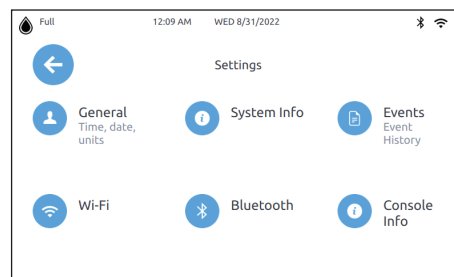 Full 12:09 AM WED 8/31/2022
Settings
General
Time, date,
units
System Info
Events
Event
History
Wi-Fi
Bluetooth
Console
Info